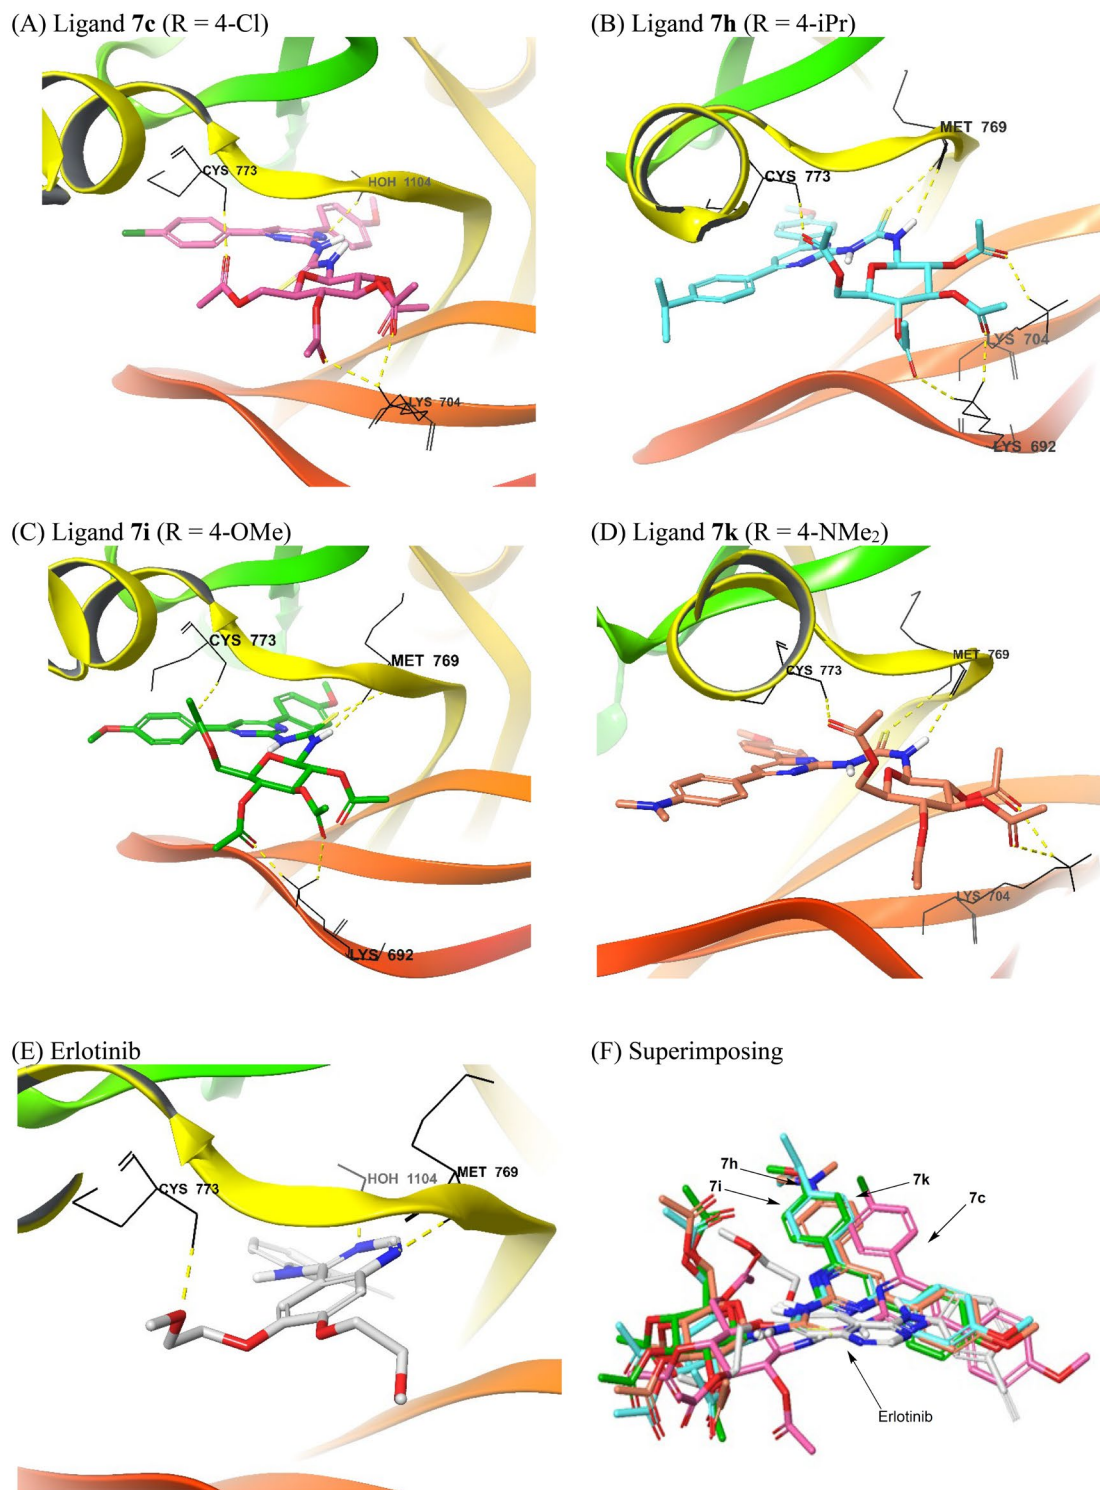 (A) Ligand 7c (R = 4-Cl)
CYS 773
HOH 1104
LYS 704
(B) Ligand 7h (R = 4-iPr)
MET 769
CYS 773
LYS 704
LYS 692
(C) Ligand 7i (R = 4-OMe)
CYS 773
MET 769
LYS 692
(D) Ligand 7k (R = 4-NMe₂)
MET 769
CYS 773
LYS 704
(E) Erlotinib
HOH 1104
MET 769
CYS 773
(F) Superimposing
7h
7i
7k
7c
Erlotinib